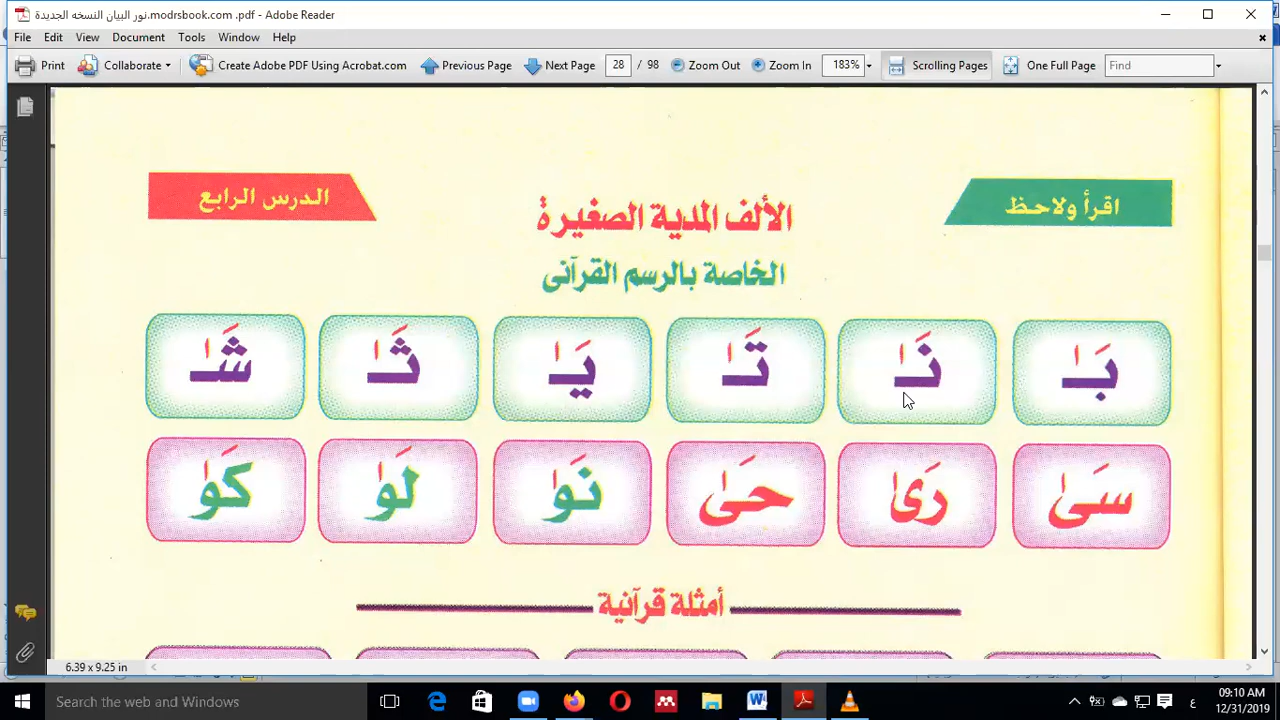 نور البيان النسخه الجديدة.modrsbook.com .pdf - Adobe Reader
File Edit View Document Tools Window Help
Print Collaborate Create Adobe PDF Using Acrobat.com Previous Page Next Page 28 / 98 Zoom Out Zoom In 183% Scrolling Pages One Full Page Find
اقرأ ولاحظ
الدرس الرابع
الألف المدية الصغيرة
الخاصة بالرسم القرآنى
بَـٰ نَـٰ تَـٰ يَـٰ ثَـٰ شَـٰ
سَىٰ رَىٰ حَىٰ نَوٰ لَوٰ كَوٰ
أمثلة قرآنية
6.39 x 9.25 in
Search the web and Windows
ع
09:10 AM
12/31/2019